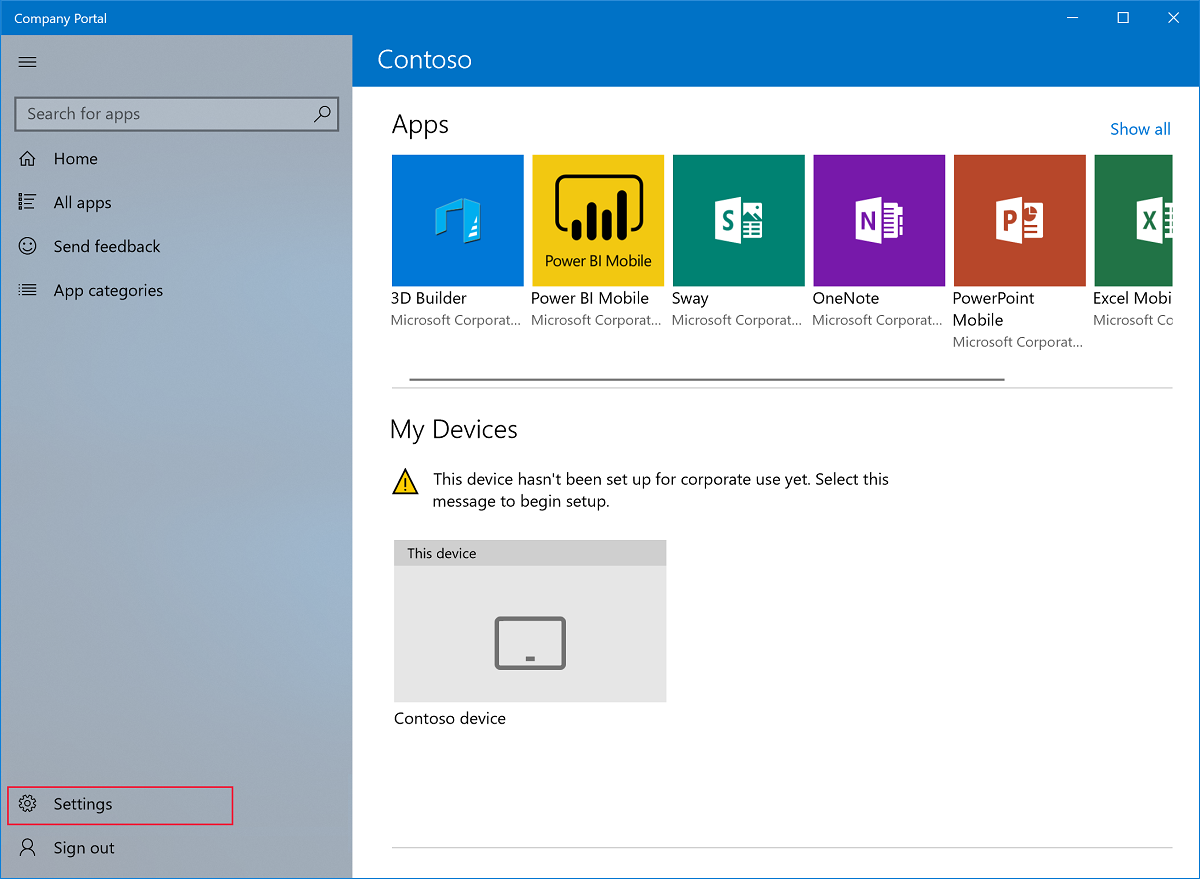 Company Portal
Contoso
Search for apps
Home
All apps
Send feedback
App categories
Settings
Sign out
Apps
Show all
Power BI Mobile
S
N
P
X
3D Builder
Microsoft Corporat...
Power BI Mobile
Microsoft Corporat...
Sway
Microsoft Corporat...
OneNote
Microsoft Corporat...
PowerPoint
Mobile
Microsoft Corporat...
Excel Mobi
Microsoft Co
My Devices
This device hasn't been set up for corporate use yet. Select this
message to begin setup.
This device
Contoso device